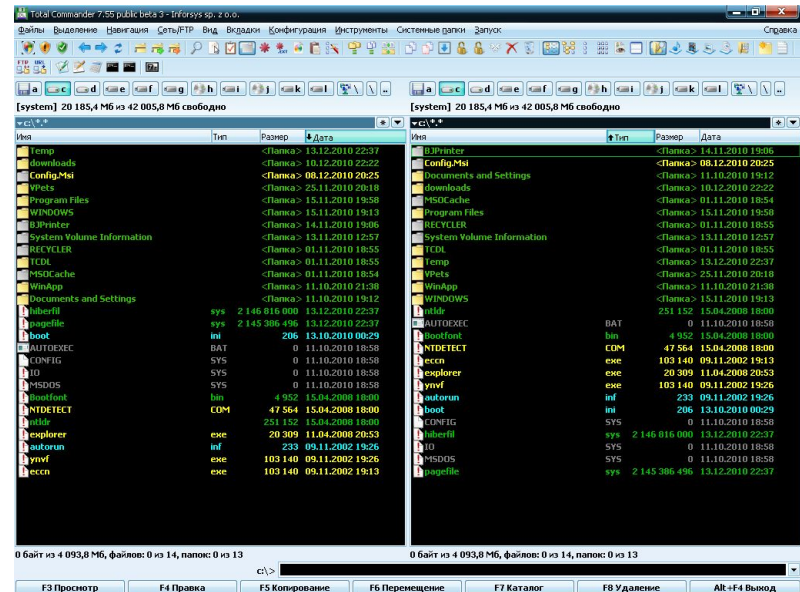 Total Commander 7.55 public beta 3 - Inforsys sp. z o.o.
Файлы Выделение Навигация Сеть/FTP Вид Вкладки Конфигурация Инструменты Системные папки Запуск Справка
FTP URL
a c d e f g h i j k l \ \ ..
a c d e f g h i j k l \ \ ..
[system] 20 185,4 Мб из 42 005,8 Мб свободно
[system] 20 185,4 Мб из 42 005,8 Мб свободно
c:\*.*
* ▼
c:\*.*
* ▼
Имя Тип Размер Дата
Temp <Папка> 13.12.2010 22:37
downloads <Папка> 10.12.2010 22:22
Config.Msi <Папка> 08.12.2010 20:25
VPets <Папка> 25.11.2010 20:18
Program Files <Папка> 15.11.2010 19:58
WINDOWS <Папка> 15.11.2010 19:13
BJPrinter <Папка> 14.11.2010 19:06
System Volume Information <Папка> 13.11.2010 12:57
RECYCLER <Папка> 01.11.2010 18:55
TCDL <Папка> 01.11.2010 18:55
MSOCache <Папка> 01.11.2010 18:54
WinApp <Папка> 11.10.2010 21:38
Documents and Settings <Папка> 11.10.2010 19:12
hiberfil sys 2 146 816 000 13.12.2010 22:37
pagefile sys 2 145 386 496 13.12.2010 22:37
boot ini 206 13.10.2010 00:29
AUTOEXEC BAT 0 11.10.2010 18:58
CONFIG SYS 0 11.10.2010 18:58
IO SYS 0 11.10.2010 18:58
MSDOS SYS 0 11.10.2010 18:58
Bootfont bin 4 952 15.04.2008 18:00
NTDETECT COM 47 564 15.04.2008 18:00
ntldr 251 152 15.04.2008 18:00
explorer exe 20 309 11.04.2008 20:53
autorun inf 233 09.11.2002 19:26
ynvf exe 103 140 09.11.2002 19:26
eccn exe 103 140 09.11.2002 19:13
Имя Тип Размер Дата
BJPrinter <Папка> 14.11.2010 19:06
Config.Msi <Папка> 08.12.2010 20:25
Documents and Settings <Папка> 11.10.2010 19:12
downloads <Папка> 10.12.2010 22:22
MSOCache <Папка> 01.11.2010 18:54
Program Files <Папка> 15.11.2010 19:58
RECYCLER <Папка> 01.11.2010 18:55
System Volume Information <Папка> 13.11.2010 12:57
TCDL <Папка> 01.11.2010 18:55
Temp <Папка> 13.12.2010 22:37
VPets <Папка> 25.11.2010 20:18
WinApp <Папка> 11.10.2010 21:38
WINDOWS <Папка> 15.11.2010 19:13
ntldr 251 152 15.04.2008 18:00
AUTOEXEC BAT 0 11.10.2010 18:58
Bootfont bin 4 952 15.04.2008 18:00
NTDETECT COM 47 564 15.04.2008 18:00
eccn exe 103 140 09.11.2002 19:13
explorer exe 20 309 11.04.2008 20:53
ynvf exe 103 140 09.11.2002 19:26
autorun inf 233 09.11.2002 19:26
boot ini 206 13.10.2010 00:29
CONFIG SYS 0 11.10.2010 18:58
hiberfil sys 2 146 816 000 13.12.2010 22:37
IO SYS 0 11.10.2010 18:58
MSDOS SYS 0 11.10.2010 18:58
pagefile sys 2 145 386 496 13.12.2010 22:37
0 байт из 4 093,8 Мб, файлов: 0 из 14, папок: 0 из 13
0 байт из 4 093,8 Мб, файлов: 0 из 14, папок: 0 из 13
c:\>
F3 Просмотр F4 Правка F5 Копирование F6 Перемещение F7 Каталог F8 Удаление Alt+F4 Выход